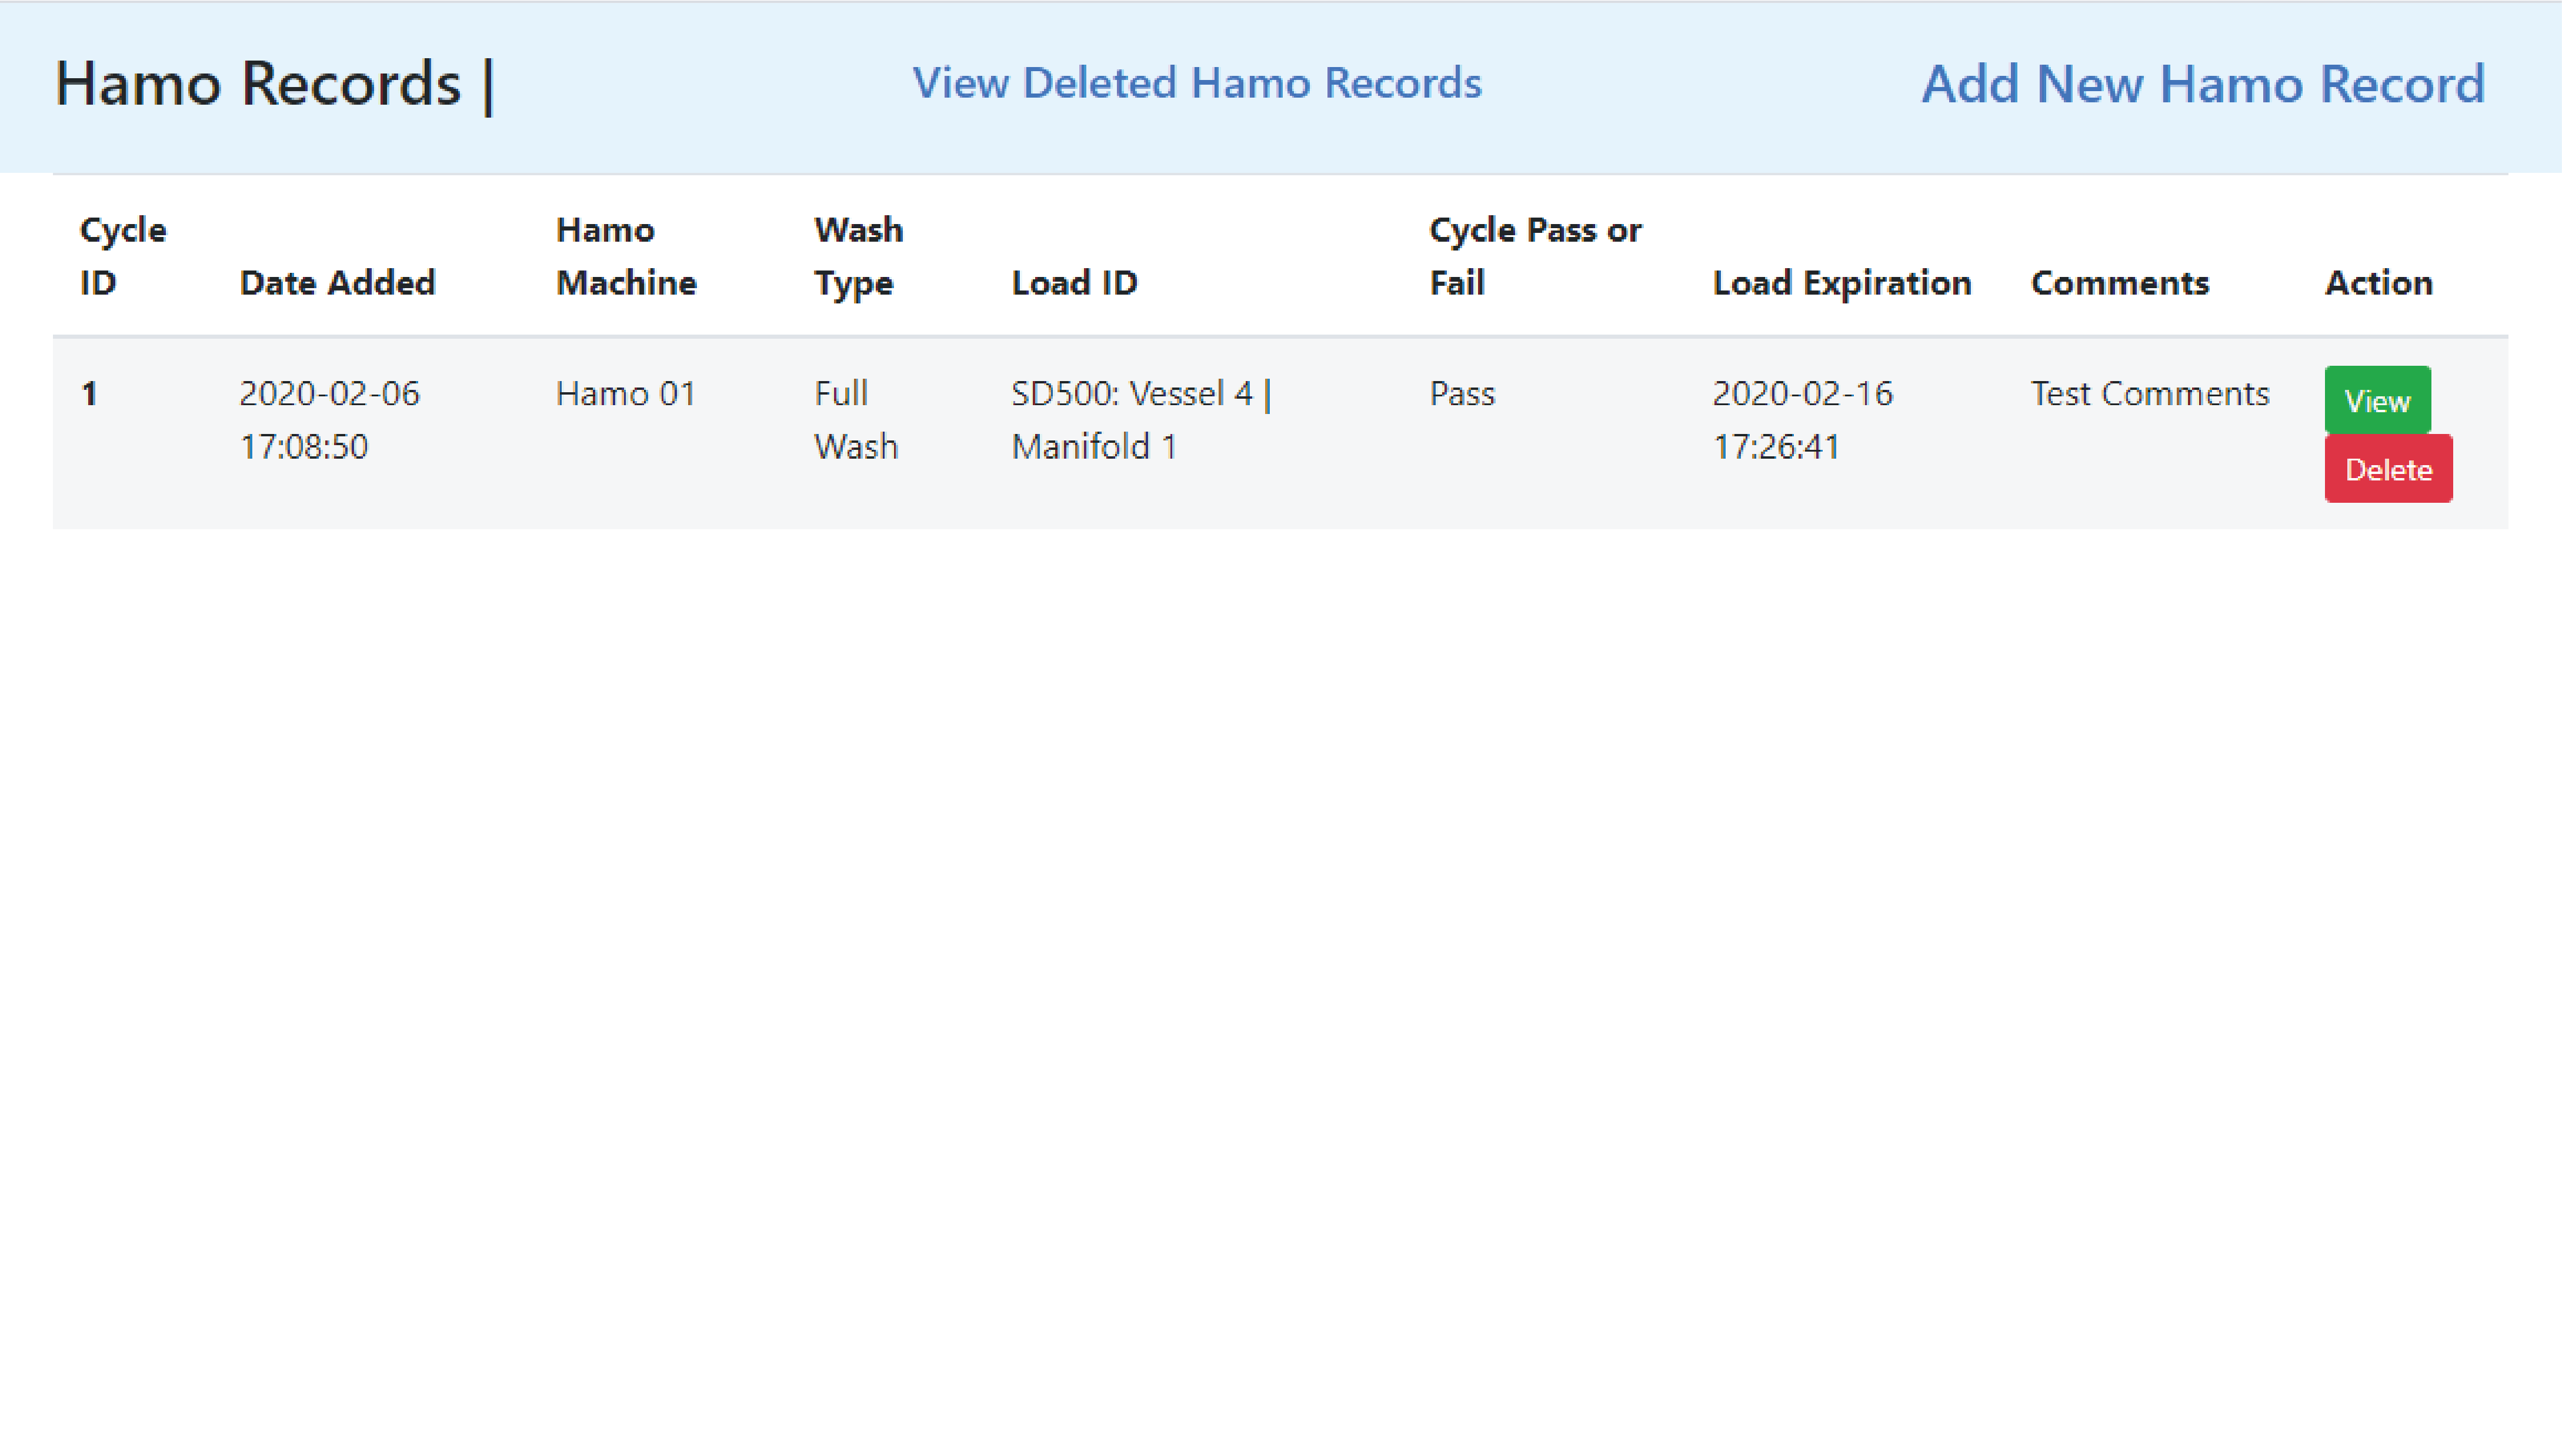 Hamo Records | View Deleted Hamo Records Add New Hamo Record
Cycle ID Date Added Hamo Machine Wash Type Load ID Cycle Pass or Fail Load Expiration Comments Action
1 2020-02-06 17:08:50 Hamo 01 Full Wash SD500: Vessel 4 | Manifold 1 Pass 2020-02-16 17:26:41 Test Comments View Delete